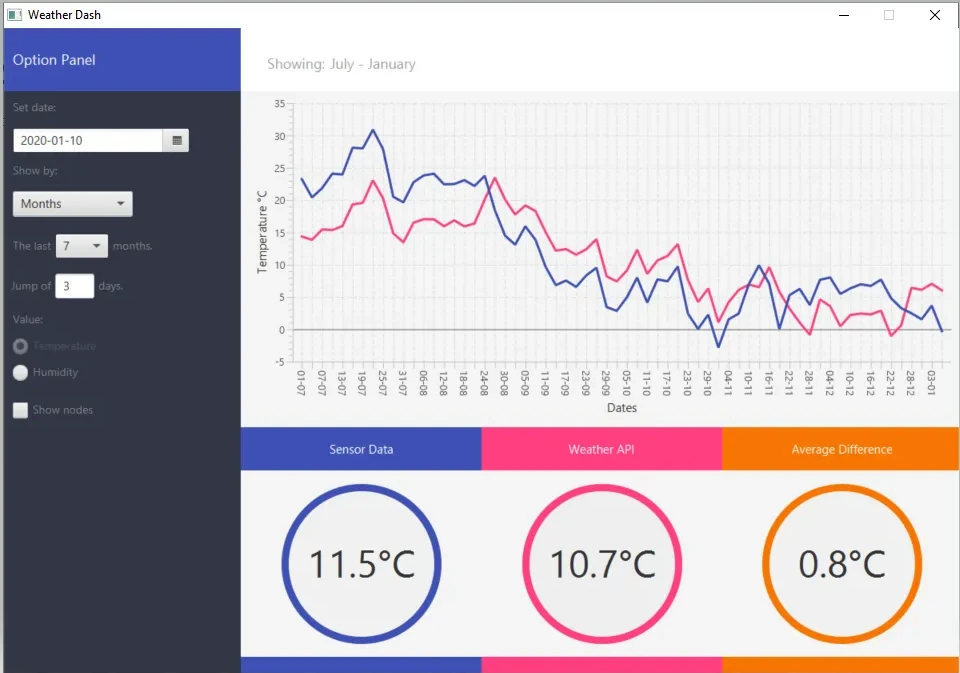 Weather Dash
Option Panel
Showing: July - January
Set date:
2020-01-10
Show by:
Months
The last 7 months.
Jump of 3 days.
Value:
Temperature
Humidity
Show nodes
Temperature °C
35
30
25
20
15
10
5
0
-5
01-07
07-07
13-07
19-07
25-07
31-07
06-08
12-08
18-08
24-08
30-08
05-09
11-09
17-09
23-09
29-09
05-10
11-10
17-10
23-10
29-10
04-11
10-11
16-11
22-11
28-11
04-12
10-12
16-12
22-12
28-12
03-01
Dates
Sensor Data
Weather API
Average Difference
11.5°C
10.7°C
0.8°C